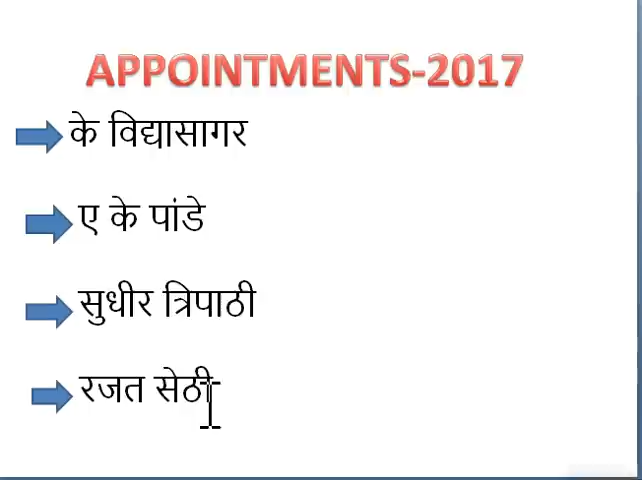 APPOINTMENTS-2017
के विद्यासागर
ए के पांडे
सुधीर त्रिपाठी
रजत सेठी